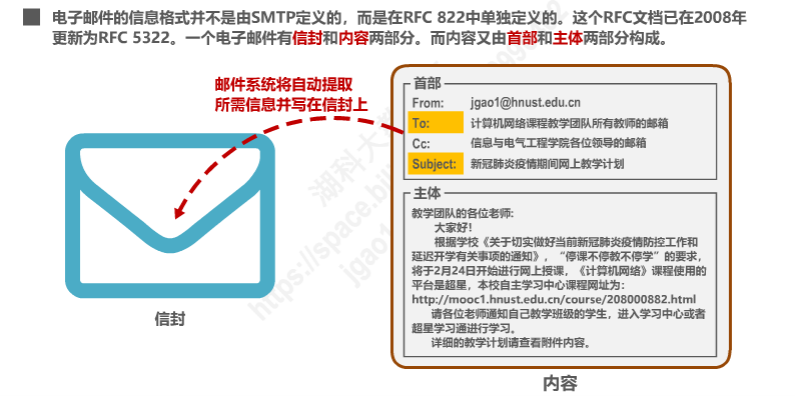 电子邮件的信息格式并不是由SMTP定义的，而是在RFC 822中单独定义的。这个RFC文档已在2008年
更新为RFC 5322。一个电子邮件有信封和内容两部分。而内容又由首部和主体两部分构成。
邮件系统将自动提取
所需信息并写在信封上
信封
首部
From: jgao1@hnust.edu.cn
To: 计算机网络课程教学团队所有教师的邮箱
Cc: 信息与电气工程学院各位领导的邮箱
Subject: 新冠肺炎疫情期间网上教学计划
主体
教学团队的各位老师:
大家好!
根据学校《关于切实做好当前新冠肺炎疫情防控工作和
延迟开学有关事项的通知》，“停课不停教不停学”的要求，
将于2月24日开始进行网上授课，《计算机网络》课程使用的
平台是超星，本校自主学习中心课程网址为：
http://mooc1.hnust.edu.cn/course/208000882.html
请各位老师通知自己教学班级的学生，进入学习中心或者
超星学习通进行学习。
详细的教学计划请查看附件内容。
内容